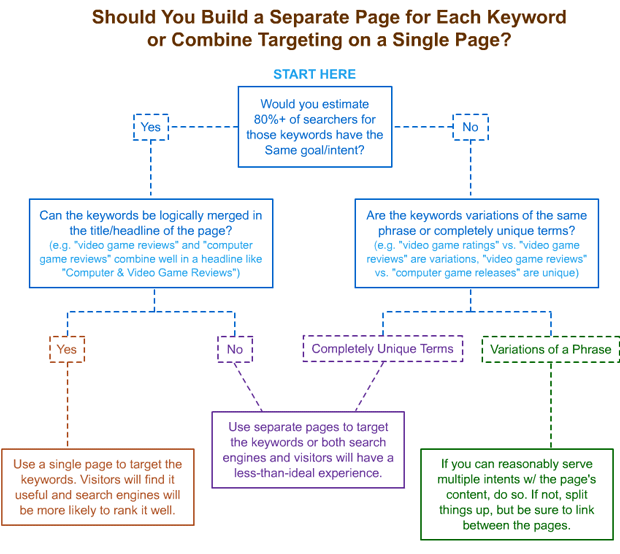 Should You Build a Separate Page for Each Keyword
or Combine Targeting on a Single Page?
START HERE
Would you estimate
80%+ of searchers for
those keywords have the
Same goal/intent?
Yes
No
Can the keywords be logically merged in
the title/headline of the page?
(e.g. "video game reviews" and "computer
game reviews" combine well in a headline like
"Computer & Video Game Reviews")
Are the keywords variations of the same
phrase or completely unique terms?
(e.g. "video game ratings" vs. "video game
reviews" are variations, "video game reviews"
vs. "computer game releases" are unique)
Yes
No
Completely Unique Terms
Variations of a Phrase
Use a single page to target the
keywords. Visitors will find it
useful and search engines will
be more likely to rank it well.
Use separate pages to target
the keywords or both search
engines and visitors will have a
less-than-ideal experience.
If you can reasonably serve
multiple intents w/ the page's
content, do so. If not, split
things up, but be sure to link
between the pages.